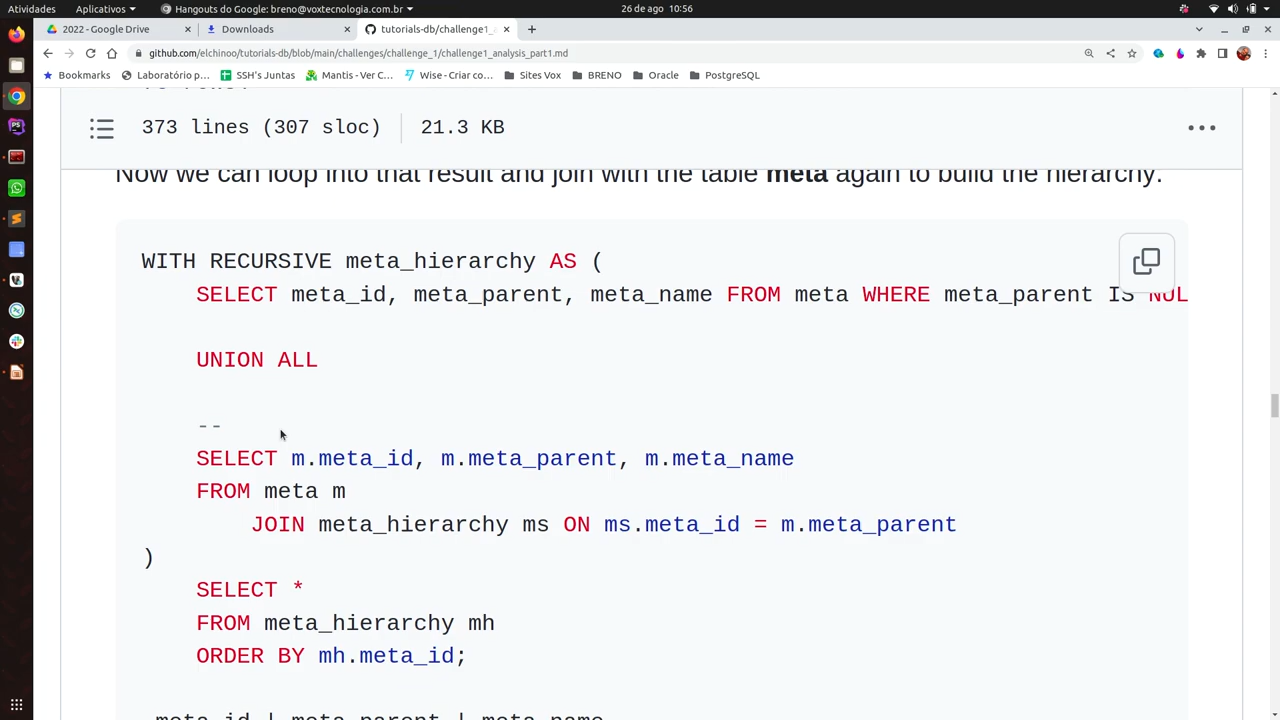 Atividades Aplicativos Hangouts do Google: breno@voxtecnologia.com.br 26 de ago 10:56
2022 - Google Drive Downloads tutorials-db/challenge1_
github.com/elchinoo/tutorials-db/blob/main/challenges/challenge_1/challenge1_analysis_part1.md
Bookmarks Laboratório p... SSH's Juntas Mantis - Ver C... Wise - Criar co... Sites Vox BRENO Oracle PostgreSQL
373 lines (307 sloc) 21.3 KB
Now we can loop into that result and join with the table meta again to build the hierarchy.
WITH RECURSIVE meta_hierarchy AS (
SELECT meta_id, meta_parent, meta_name FROM meta WHERE meta_parent IS NUL
UNION ALL
--
SELECT m.meta_id, m.meta_parent, m.meta_name
FROM meta m
JOIN meta_hierarchy ms ON ms.meta_id = m.meta_parent
)
SELECT *
FROM meta_hierarchy mh
ORDER BY mh.meta_id;
meta_id | meta_parent | meta_name